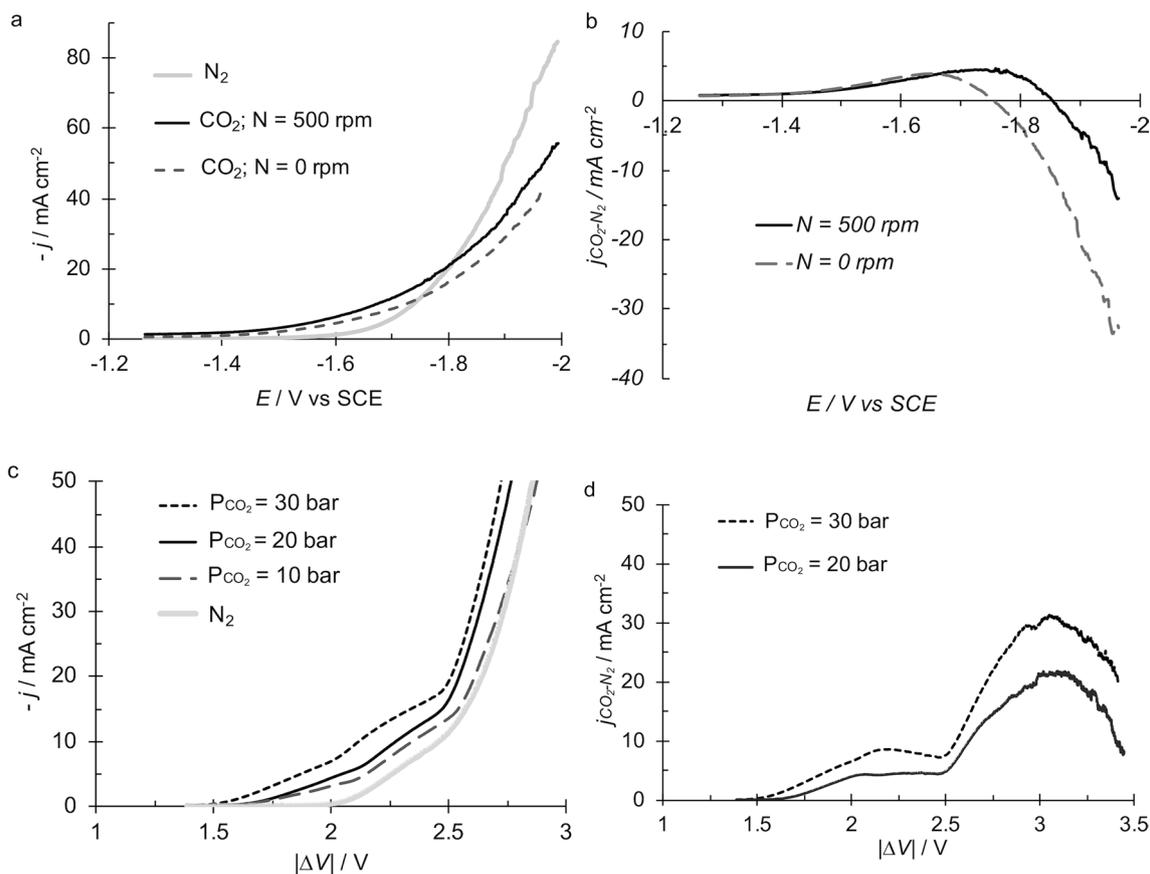 a
80
60
40
20
0
- j / mA cm-2
N2
CO2; N = 500 rpm
CO2; N = 0 rpm
-1.2
-1.4
-1.6
-1.8
-2
E / V vs SCE
b
10
0
-10
-20
-30
-40
jCO2-N2 / mA cm-2
-1.2
-1.4
-1.6
-1.8
-2
N = 500 rpm
N = 0 rpm
E / V vs SCE
c
50
40
30
20
10
0
- j / mA cm-2
PCO2 = 30 bar
PCO2 = 20 bar
PCO2 = 10 bar
N2
1
1.5
2
2.5
3
|ΔV| / V
d
50
40
30
20
10
0
jCO2-N2 / mA cm-2
PCO2 = 30 bar
PCO2 = 20 bar
1
1.5
2
2.5
3
3.5
|ΔV| / V